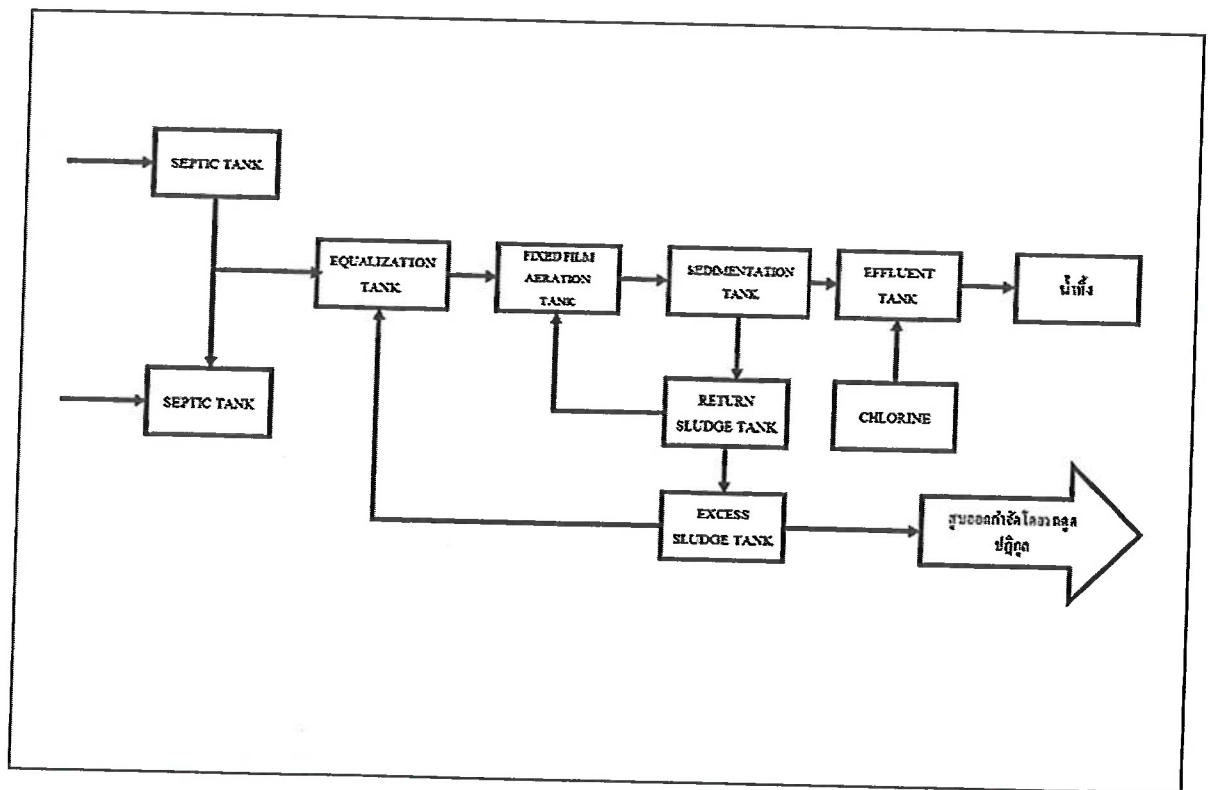 SEPTIC TANK
EQUALIZATION
TANK
FIXED FILM
AERATION
TANK
SEDIMENTATION
TANK
EFFLUENT
TANK
น้ำทิ้ง
SEPTIC TANK
RETURN
SLUDGE TANK
CHLORINE
EXCESS
SLUDGE TANK
สูบออกกำจัดโดยรถดูด
ปฏิกูล